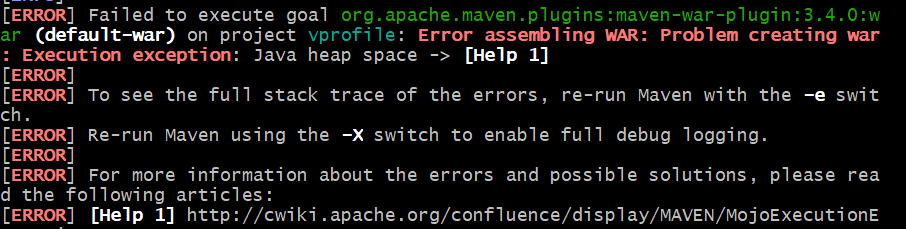 [ERROR] Failed to execute goal org.apache.maven.plugins:maven-war-plugin:3.4.0:w
ar (default-war) on project vprofile: Error assembling WAR: Problem creating war
: Execution exception: Java heap space -> [Help 1]
[ERROR]
[ERROR] To see the full stack trace of the errors, re-run Maven with the -e swit
ch.
[ERROR] Re-run Maven using the -X switch to enable full debug logging.
[ERROR]
[ERROR] For more information about the errors and possible solutions, please rea
d the following articles:
[ERROR] [Help 1] http://cwiki.apache.org/confluence/display/MAVEN/MojoExecutionE